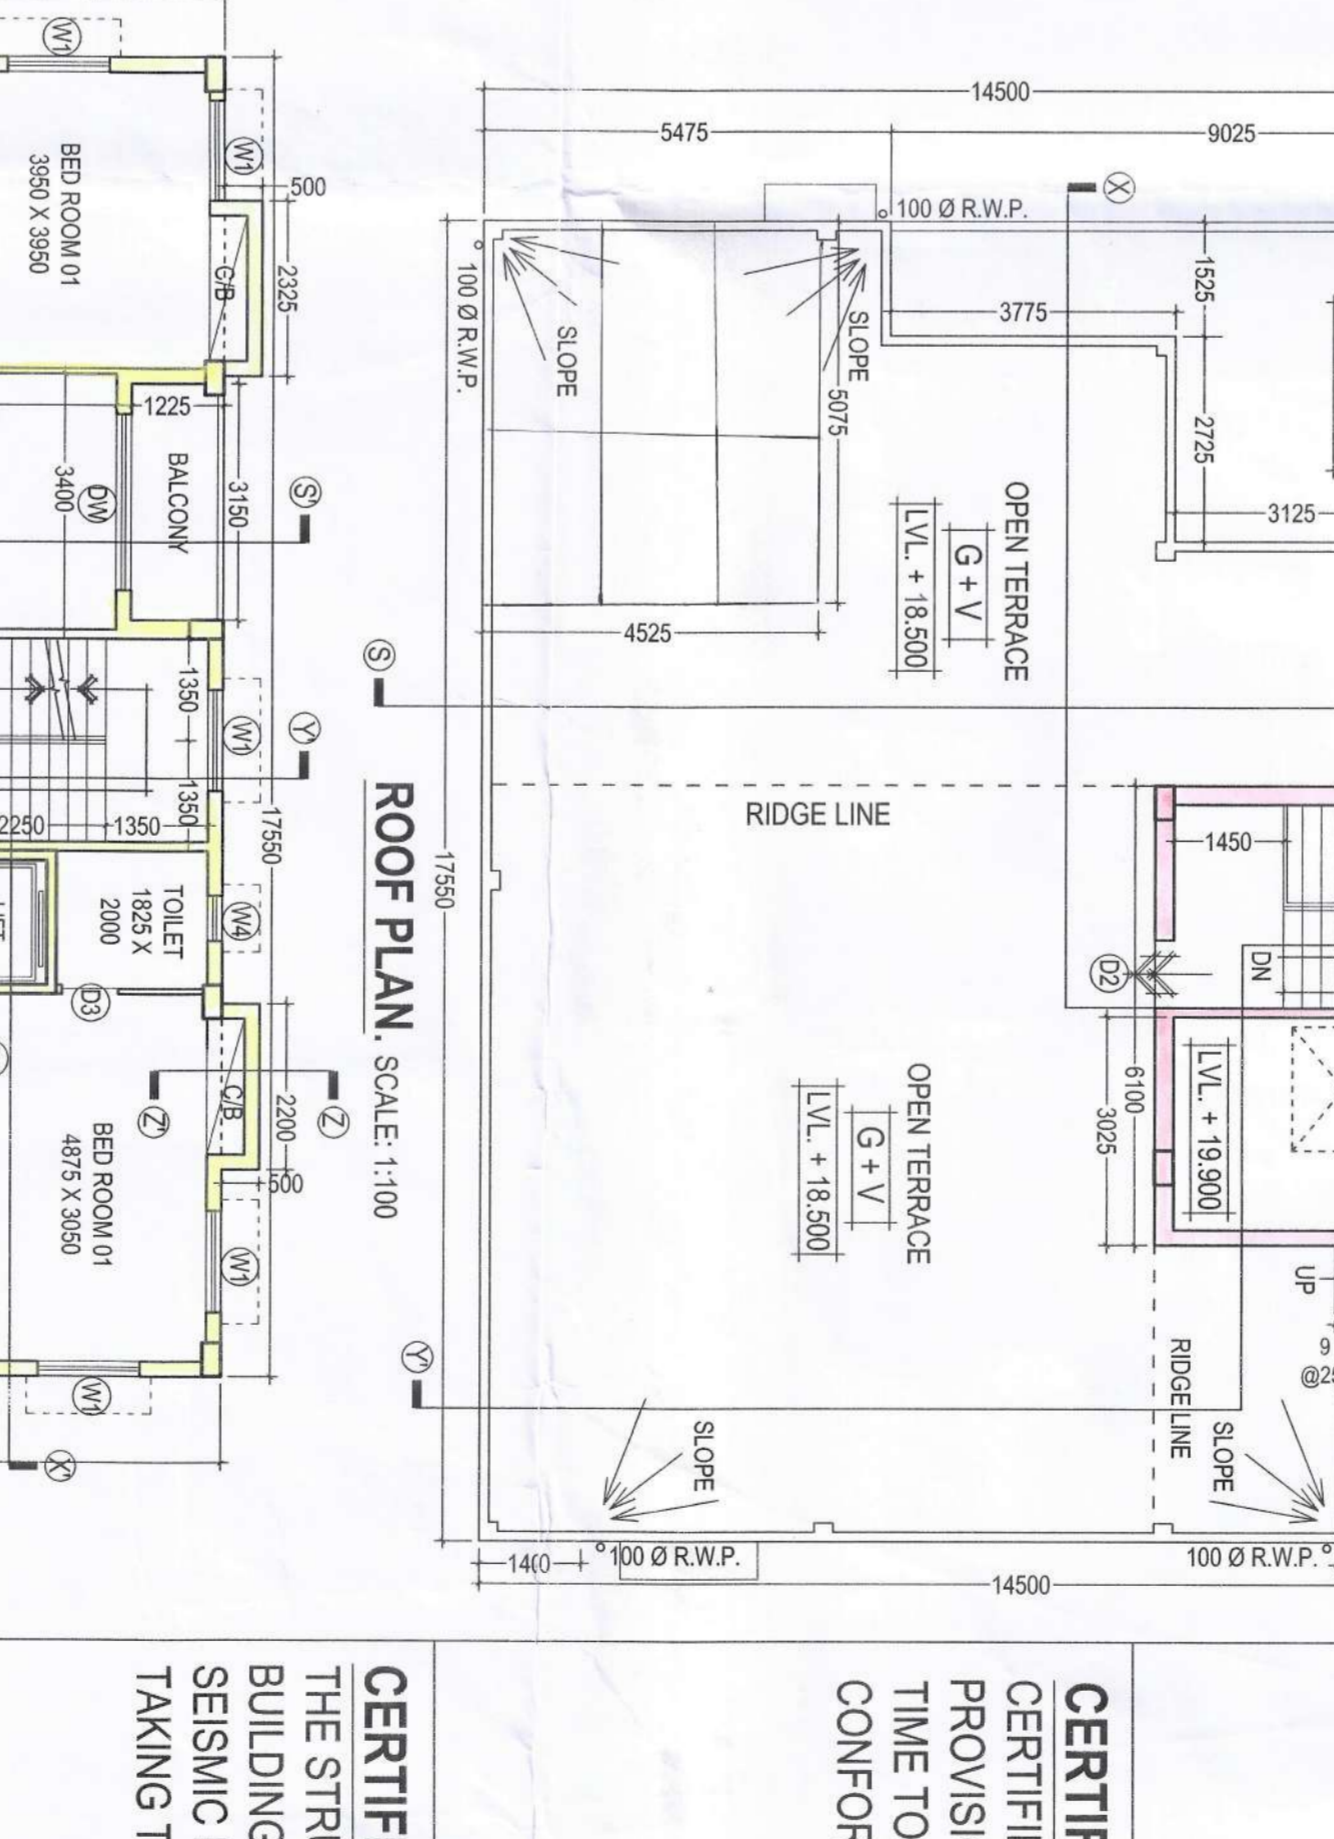 W1
BED ROOM 01
3950 X 3950
W1
500
C/B
2325
1225
BALCONY
3150
3400
DW
S'
1350
W1
Y'
1350
2250
1350
17550
TOILET
1825 X
2000
W4
D3
C/B
2200
Z'
Z
500
BED ROOM 01
4875 X 3050
W1
W1
X'
14500
5475
9025
X
100 Ø R.W.P.
1525
3775
2725
3125
100 Ø R.W.P.
SLOPE
SLOPE
5075
4525
OPEN TERRACE
G + V
LVL. + 18.500
S
17550
RIDGE LINE
1450
DN
D2
LVL. + 19.900
6100
3025
OPEN TERRACE
G + V
LVL. + 18.500
UP
9
@25
RIDGE LINE
SLOPE
SLOPE
Y'
1400
100 Ø R.W.P.
100 Ø R.W.P.
14500
ROOF PLAN. SCALE: 1:100
CERTIF
CERTIFI
PROVISI
TIME TO
CONFOR
CERTIF
THE STRU
BUILDING
SEISMIC
TAKING T